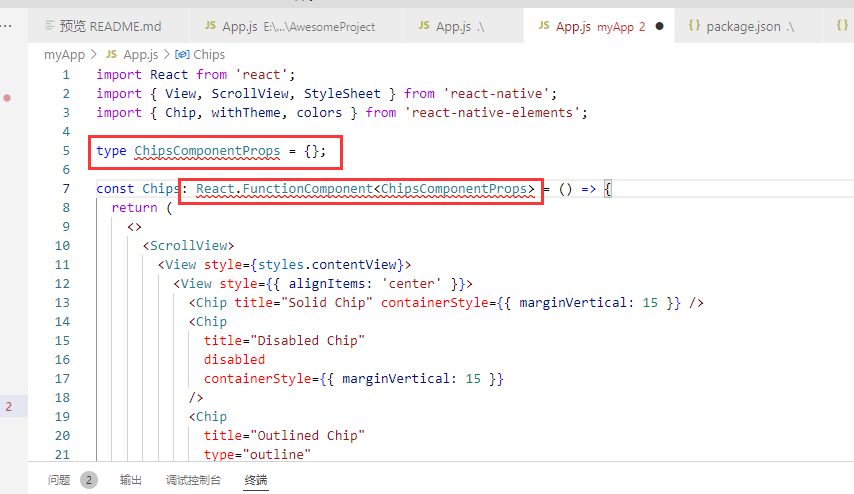 预览 README.md
JS App.js E:\...\AwesomeProject
JS App.js .\
JS App.js myApp 2
{} package.json .\
{}
myApp > JS App.js > Chips
1 import React from 'react';
2 import { View, ScrollView, StyleSheet } from 'react-native';
3 import { Chip, withTheme, colors } from 'react-native-elements';
4
5 type ChipsComponentProps = {};
6
7 const Chips: React.FunctionComponent<ChipsComponentProps> = () => {
8 return (
9 <>
10 <ScrollView>
11 <View style={styles.contentView}>
12 <View style={{ alignItems: 'center' }}>
13 <Chip title="Solid Chip" containerStyle={{ marginVertical: 15 }} />
14 <Chip
15 title="Disabled Chip"
16 disabled
17 containerStyle={{ marginVertical: 15 }}
18 />
19 <Chip
20 title="Outlined Chip"
21 type="outline"
2
问题 2 输出 调试控制台 终端